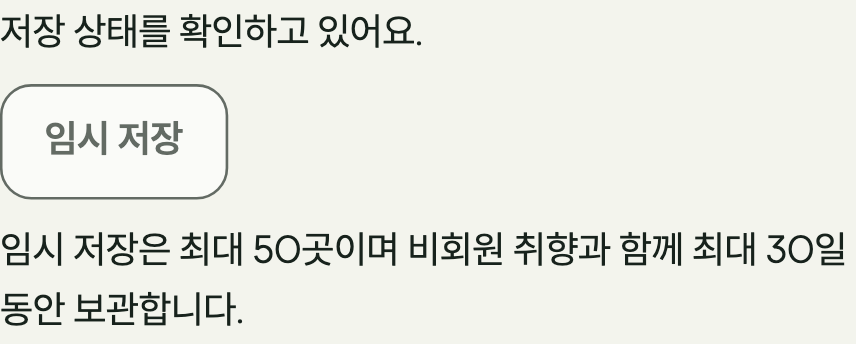 저장 상태를 확인하고 있어요.
임시 저장
임시 저장은 최대 50곳이며 비회원 취향과 함께 최대 30일
동안 보관합니다.